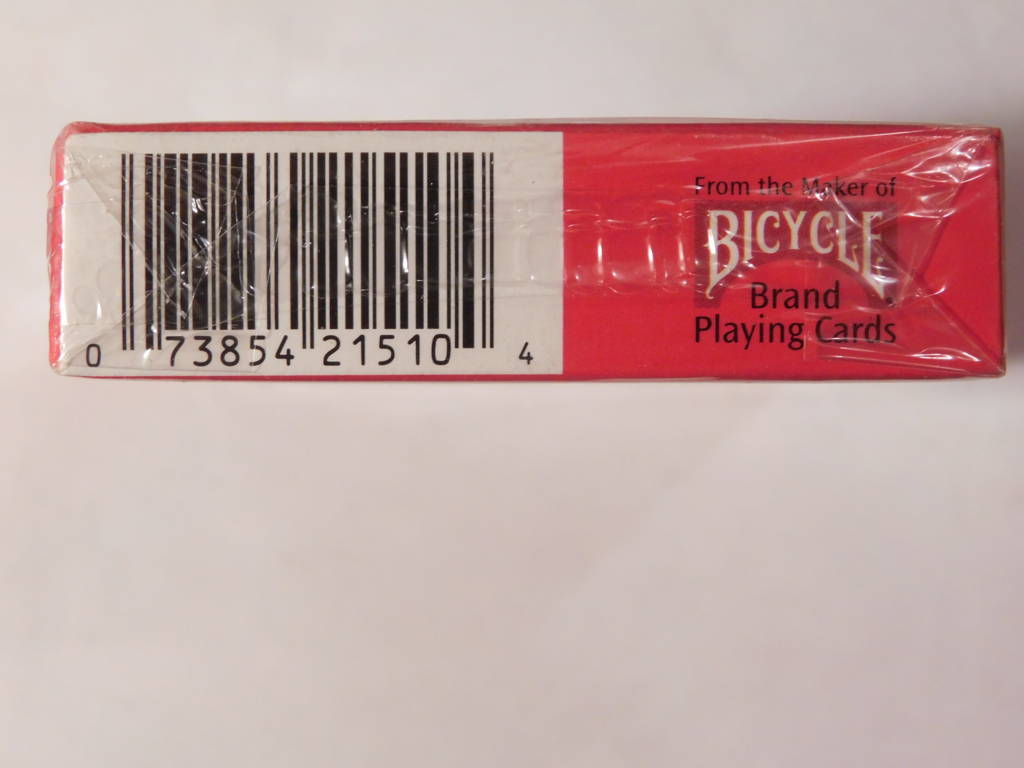 From the Maker of
BICYCLE
Brand
Playing Cards
0 73854 21510 4